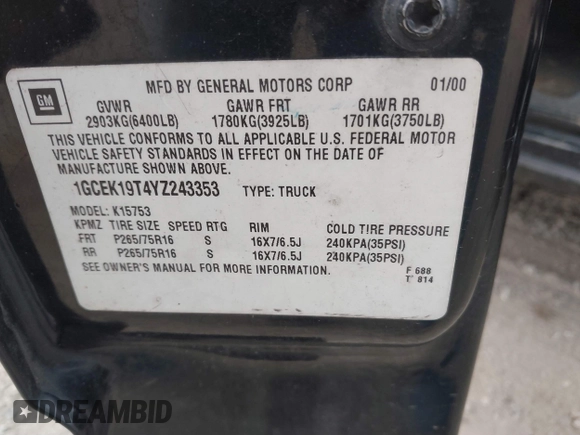 GM
MFD BY GENERAL MOTORS CORP 01/00
GVWR GAWR FRT GAWR RR
2903KG(6400LB) 1780KG(3925LB) 1701KG(3750LB)
THIS VEHICLE CONFORMS TO ALL APPLICABLE U.S. FEDERAL MOTOR
VEHICLE SAFETY STANDARDS IN EFFECT ON THE DATE OF
MANUFACTURE SHOWN ABOVE.
1GCEK19T4YZ243353 TYPE: TRUCK
MODEL: K15753
KPMZ TIRE SIZE SPEED RTG RIM COLD TIRE PRESSURE
FRT P265/75R16 S 16X7/6.5J 240KPA(35PSI)
RR P265/75R16 S 16X7/6.5J 240KPA(35PSI)
SEE OWNER'S MANUAL FOR MORE INFORMATION.
F 688
T 814
DREAMBID